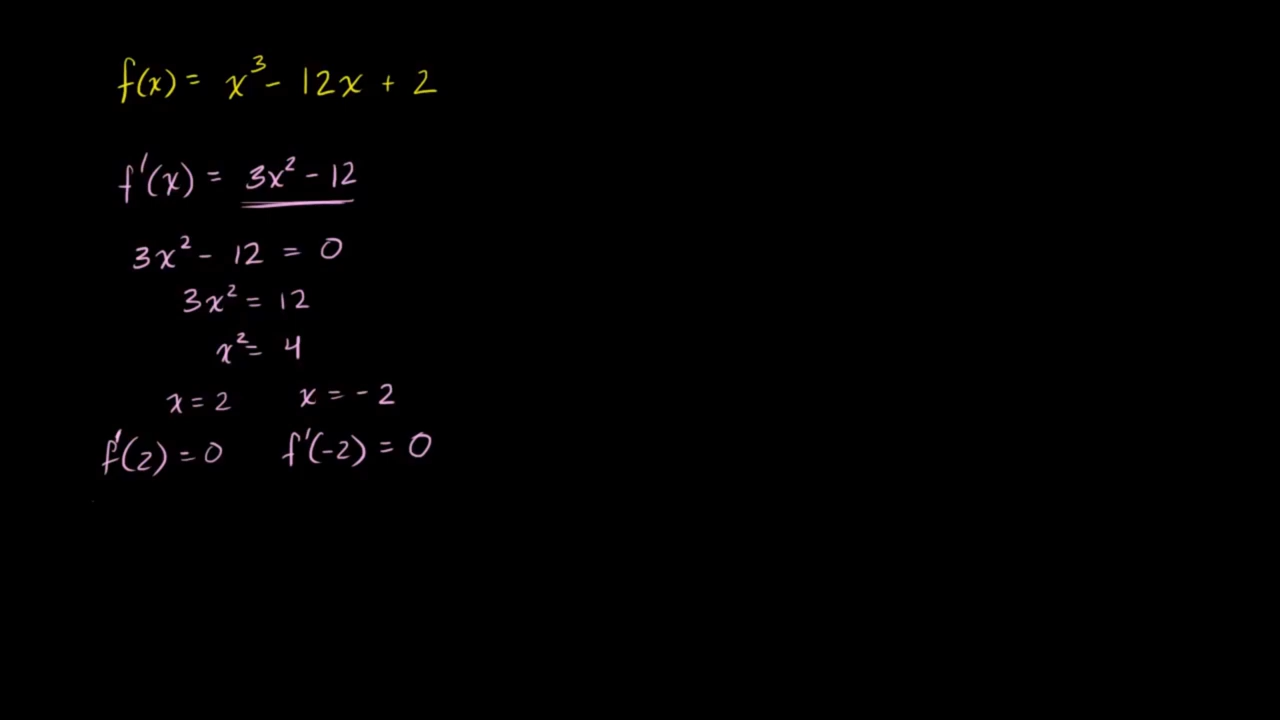 f(x) = x³ - 12x + 2
f'(x) = 3x² - 12
3x² - 12 = 0
3x² = 12
x² = 4
x = 2 x = -2
f'(2) = 0 f'(-2) = 0